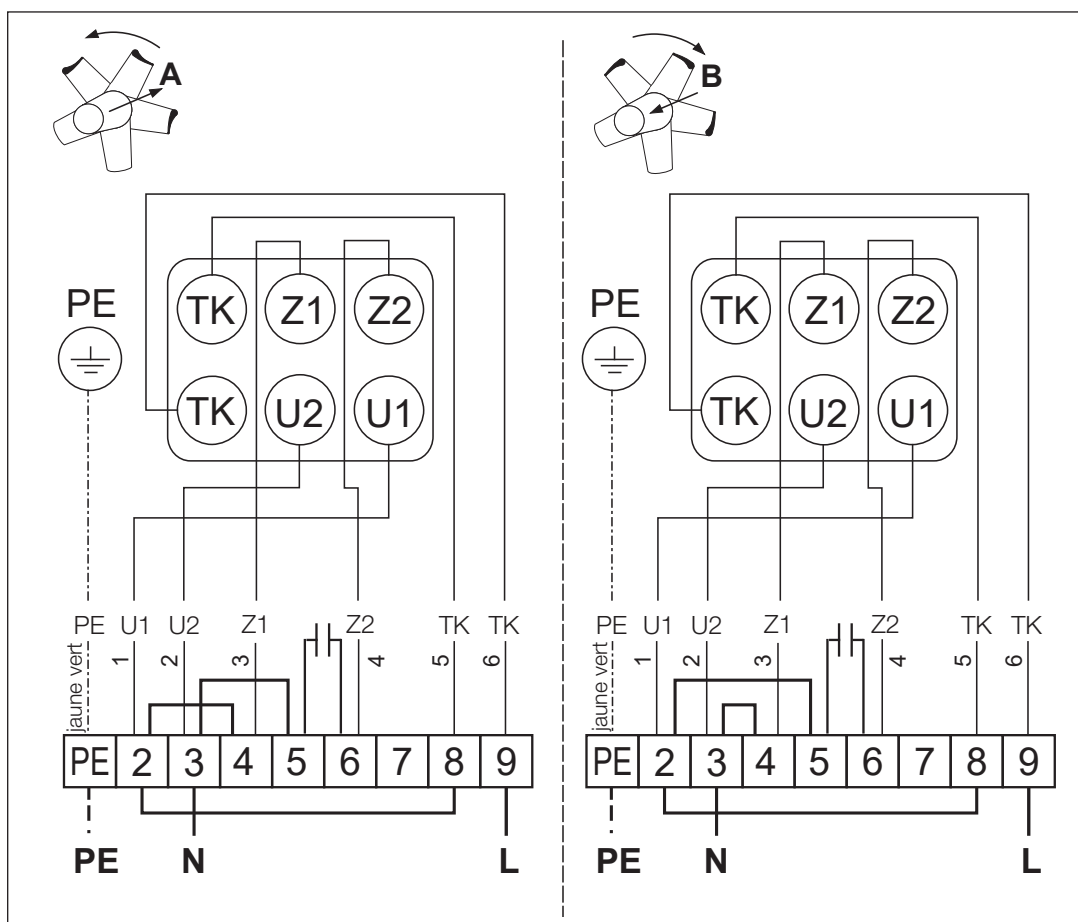 A
PE
TK Z1 Z2
TK U2 U1
PE U1 U2 Z1 Z2 TK TK
jaune vert
1 2 3 4 5 6
PE 2 3 4 5 6 7 8 9
PE N L
B
PE
TK Z1 Z2
TK U2 U1
PE U1 U2 Z1 Z2 TK TK
jaune vert
1 2 3 4 5 6
PE 2 3 4 5 6 7 8 9
PE N L